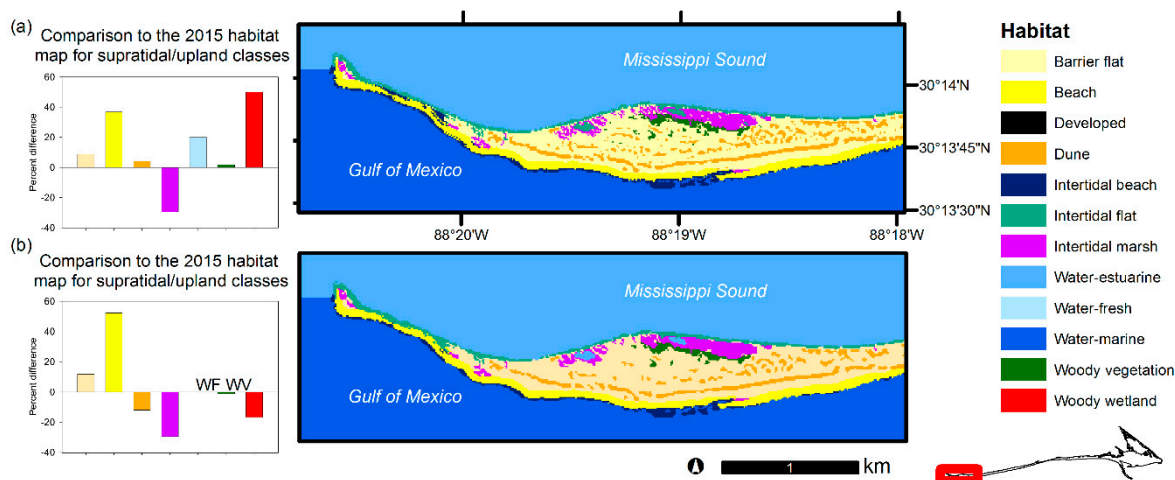 (a)
Comparison to the 2015 habitat
map for supratidal/upland classes
Percent difference
60
40
20
0
-20
-40
Mississippi Sound
Gulf of Mexico
30°14'N
30°13'45"N
30°13'30"N
88°20'W
88°19'W
88°18'W
(b)
Comparison to the 2015 habitat
map for supratidal/upland classes
Percent difference
60
40
20
0
-20
-40
WF WV
Mississippi Sound
Gulf of Mexico
1
km
Habitat
Barrier flat
Beach
Developed
Dune
Intertidal beach
Intertidal flat
Intertidal marsh
Water-estuarine
Water-fresh
Water-marine
Woody vegetation
Woody wetland